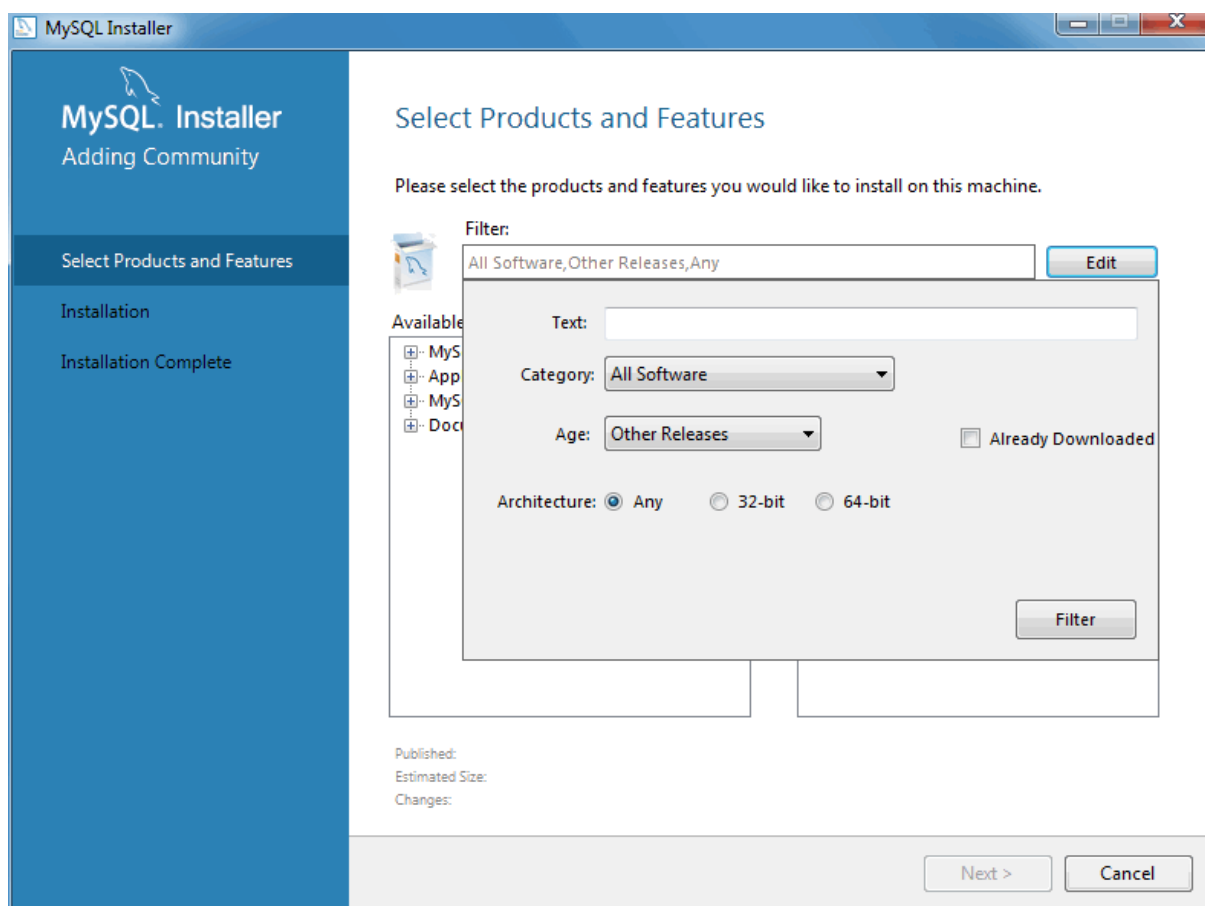 MySQL Installer
MySQL. Installer
Adding Community
Select Products and Features
Installation
Installation Complete
Select Products and Features
Please select the products and features you would like to install on this machine.
Filter:
All Software,Other Releases,Any
Edit
Available
MyS
App
MyS
Docu
Text:
Category: All Software
Age: Other Releases
Already Downloaded
Architecture: Any 32-bit 64-bit
Filter
Published:
Estimated Size:
Changes:
Next > Cancel